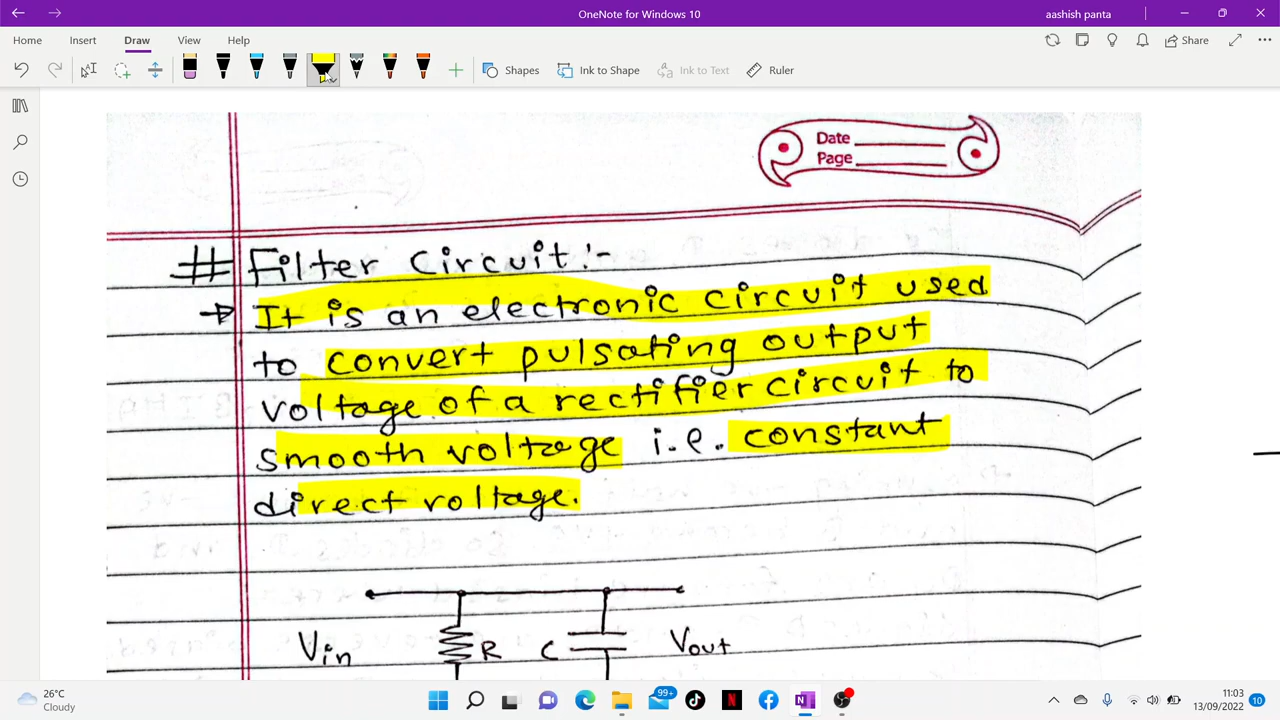 OneNote for Windows 10
aashish panta
Home Insert Draw View Help
Share
Shapes Ink to Shape Ink to Text Ruler
Date
Page
# Filter Circuit :-
→ It is an electronic circuit used
to convert pulsating output
voltage of a rectifier circuit to
smooth voltage i.e. constant
direct voltage.
Vin R C Vout
26°C
Cloudy
99+
11:03
13/09/2022
10